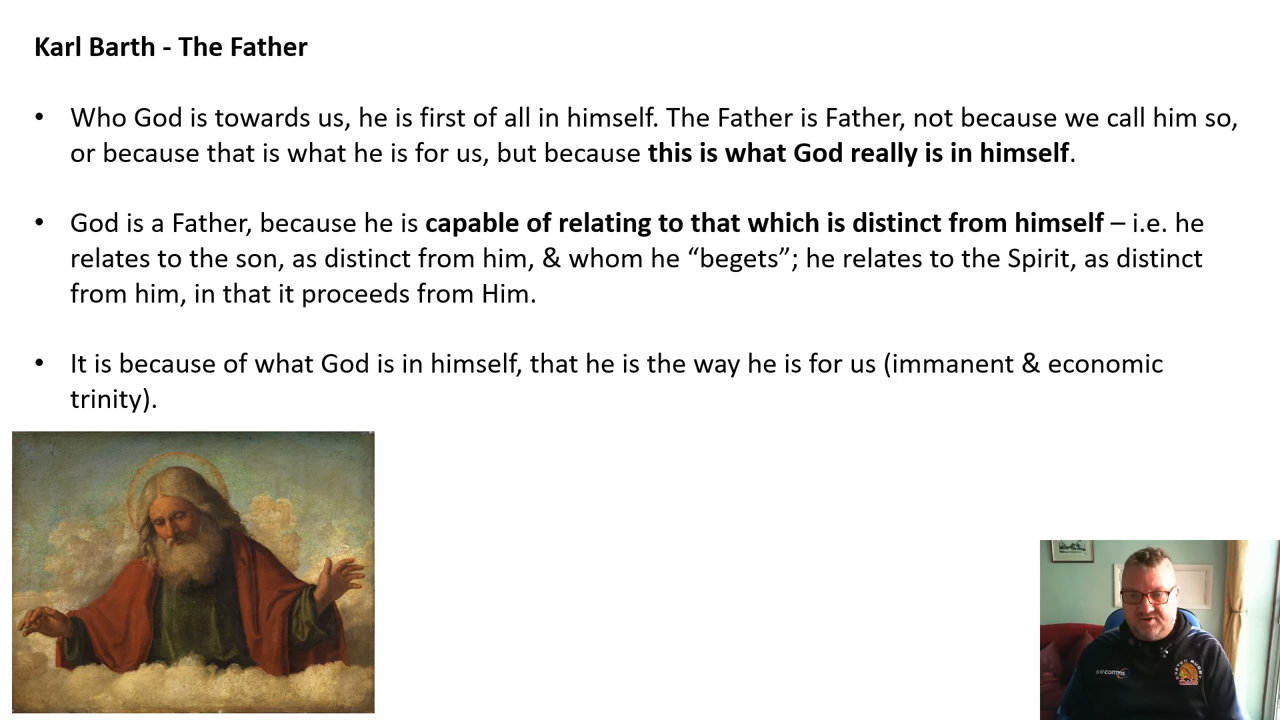 Karl Barth - The Father
• Who God is towards us, he is first of all in himself. The Father is Father, not because we call him so,
or because that is what he is for us, but because this is what God really is in himself.
• God is a Father, because he is capable of relating to that which is distinct from himself – i.e. he
relates to the son, as distinct from him, & whom he “begets”; he relates to the Spirit, as distinct
from him, in that it proceeds from Him.
• It is because of what God is in himself, that he is the way he is for us (immanent & economic
trinity).